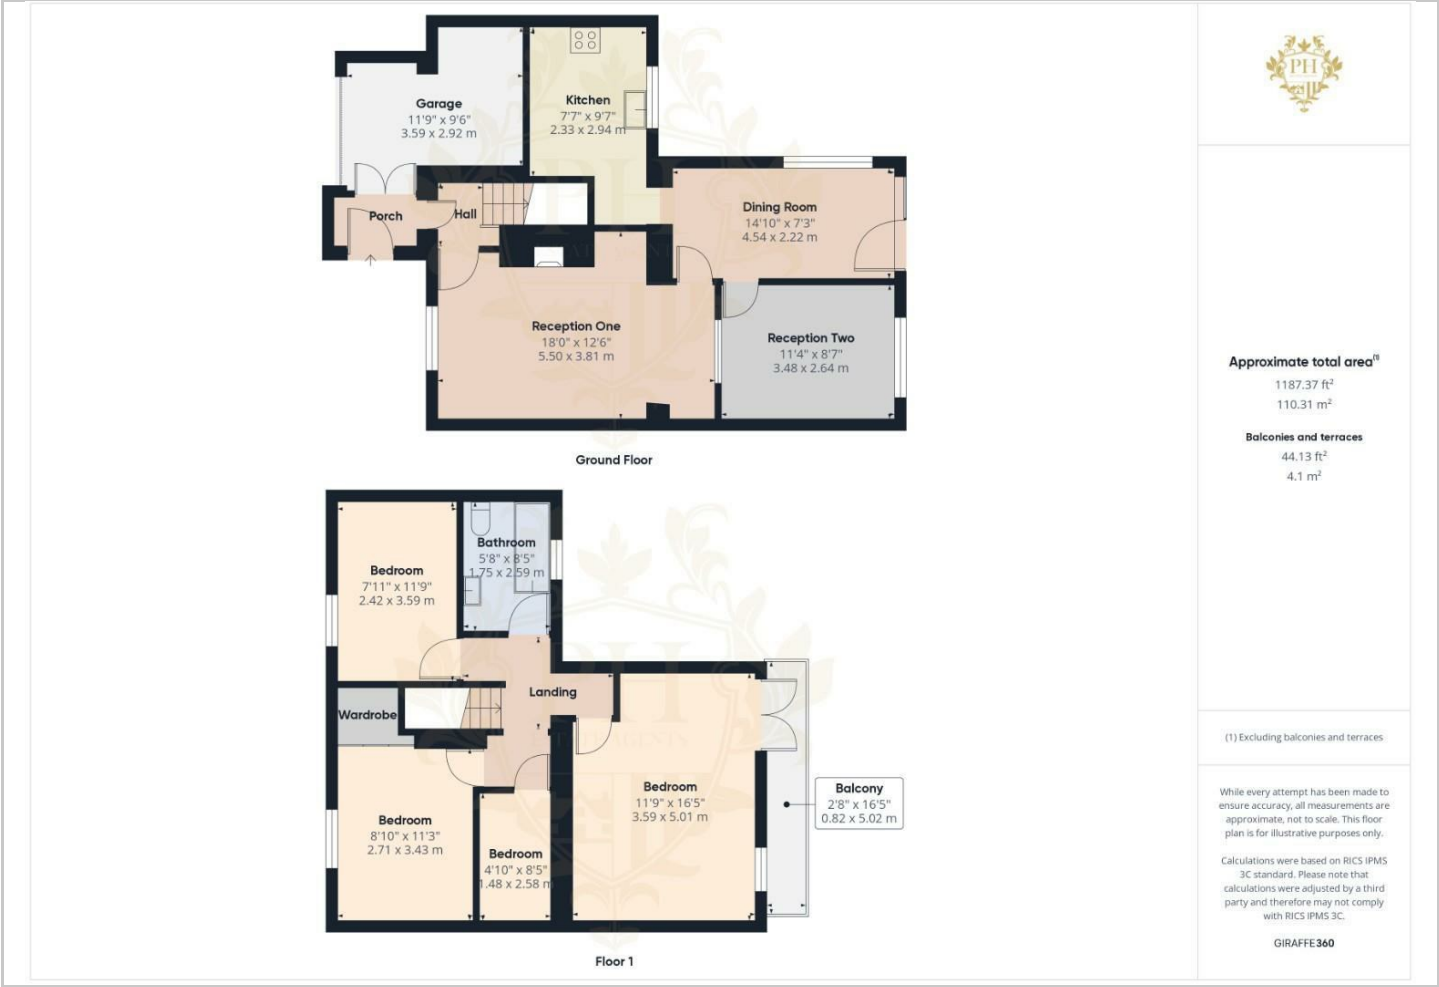 Garage
11'9" x 9'6"
3.59 x 2.92 m
Kitchen
7'7" x 9'7"
2.33 x 2.94 m
Porch
Hall
Dining Room
14'10" x 7'3"
4.54 x 2.22 m
Reception One
18'0" x 12'6"
5.50 x 3.81 m
Reception Two
11'4" x 8'7"
3.48 x 2.64 m
Ground Floor
Bedroom
7'11" x 11'9"
2.42 x 3.59 m
Bathroom
5'8" x 8'5"
1.75 x 2.59 m
Landing
Wardrobe
Bedroom
8'10" x 11'3"
2.71 x 3.43 m
Bedroom
4'10" x 8'5"
1.48 x 2.58 m
Bedroom
11'9" x 16'5"
3.59 x 5.01 m
Balcony
2'8" x 16'5"
0.82 x 5.02 m
Floor 1
PH
Approximate total area(1)
1187.37 ft²
110.31 m²
Balconies and terraces
44.13 ft²
4.1 m²
(1) Excluding balconies and terraces
While every attempt has been made to
ensure accuracy, all measurements are
approximate, not to scale. This floor
plan is for illustrative purposes only.
Calculations were based on RICS IPMS
3C standard. Please note that
calculations were adjusted by a third
party and therefore may not comply
with RICS IPMS 3C.
GIRAFFE360